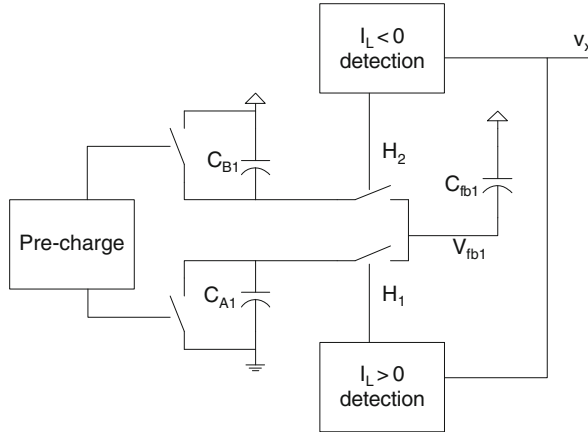 I_L < 0
detection
v_x
C_B1
H_2
C_fb1
Pre-charge
V_fb1
C_A1
H_1
I_L > 0
detection